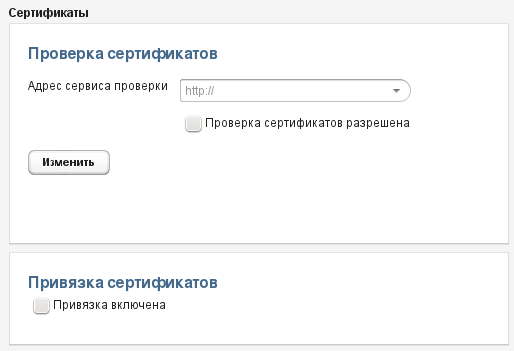 Сертификаты
Проверка сертификатов
Адрес сервиса проверки
http://
Проверка сертификатов разрешена
Изменить
Привязка сертификатов
Привязка включена